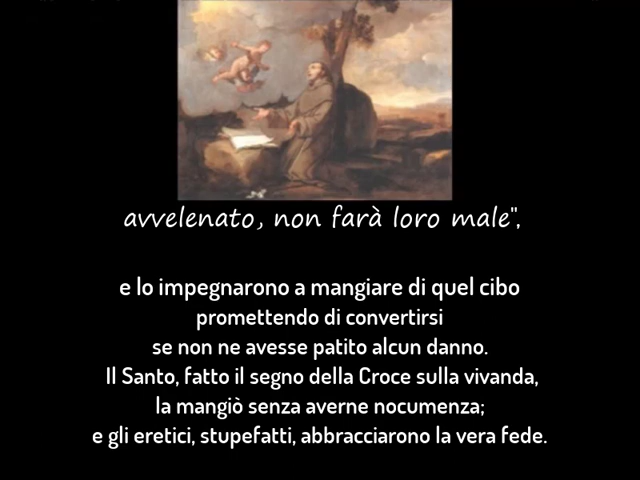 avvelenato, non farà loro male",
e lo impegnarono a mangiare di quel cibo
promettendo di convertirsi
se non ne avesse patito alcun danno.
Il Santo, fatto il segno della Croce sulla vivanda,
la mangiò senza averne nocumenza;
e gli eretici, stupefatti, abbracciarono la vera fede.